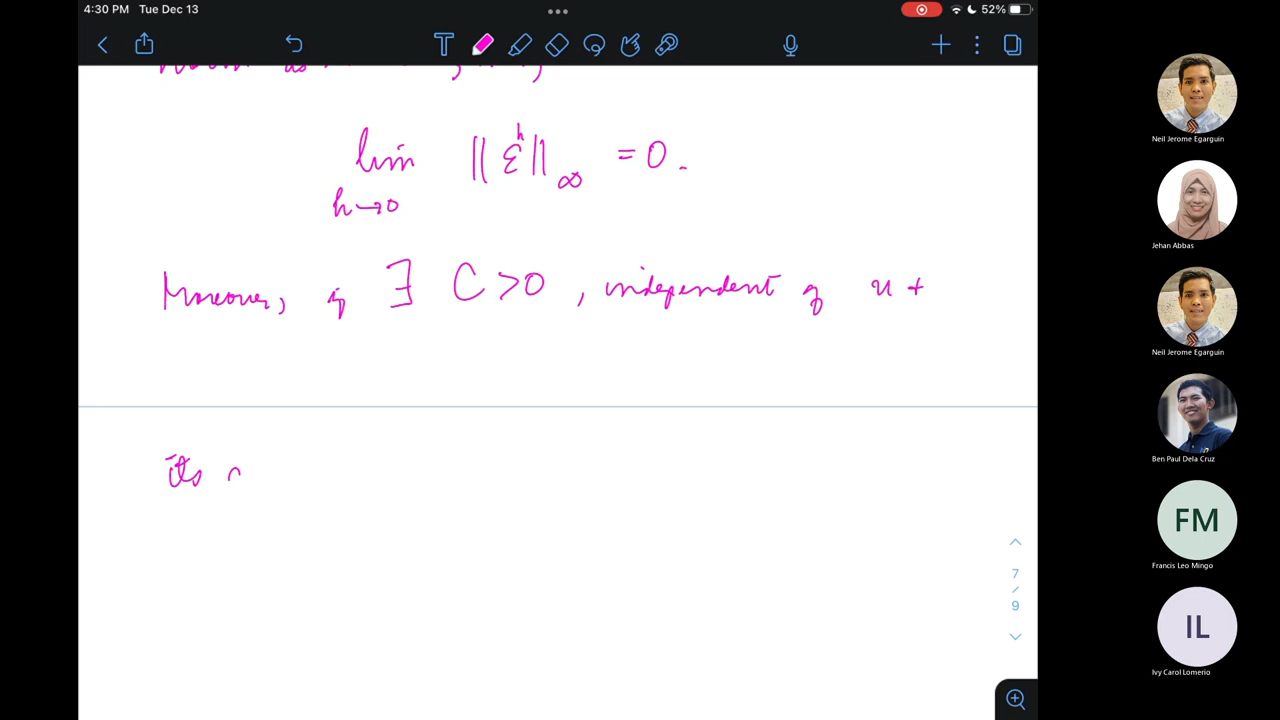 4:30 PM Tue Dec 13
52%
lim ‖ε^h‖_∞ = 0.
h→0
Moreover, if ∃ C>0, independent of u +
its
7
/
9
Neil Jerome Egarguin
Jehan Abbas
Neil Jerome Egarguin
Ben Paul Dela Cruz
FM
Francis Leo Mingo
IL
Ivy Carol Lomerio